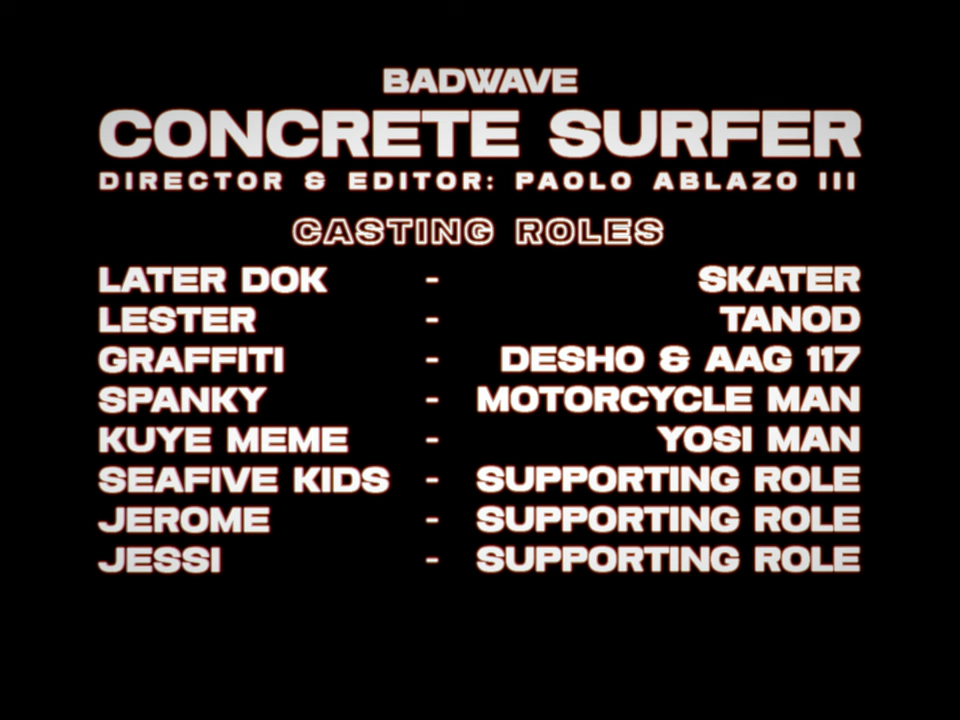 BADWAVE
CONCRETE SURFER
DIRECTOR & EDITOR: PAOLO ABLAZO III
CASTING ROLES
LATER DOK - SKATER
LESTER - TANOD
GRAFFITI - DESHO & AAG 117
SPANKY - MOTORCYCLE MAN
KUYE MEME - YOSI MAN
SEAFIVE KIDS - SUPPORTING ROLE
JEROME - SUPPORTING ROLE
JESSI - SUPPORTING ROLE